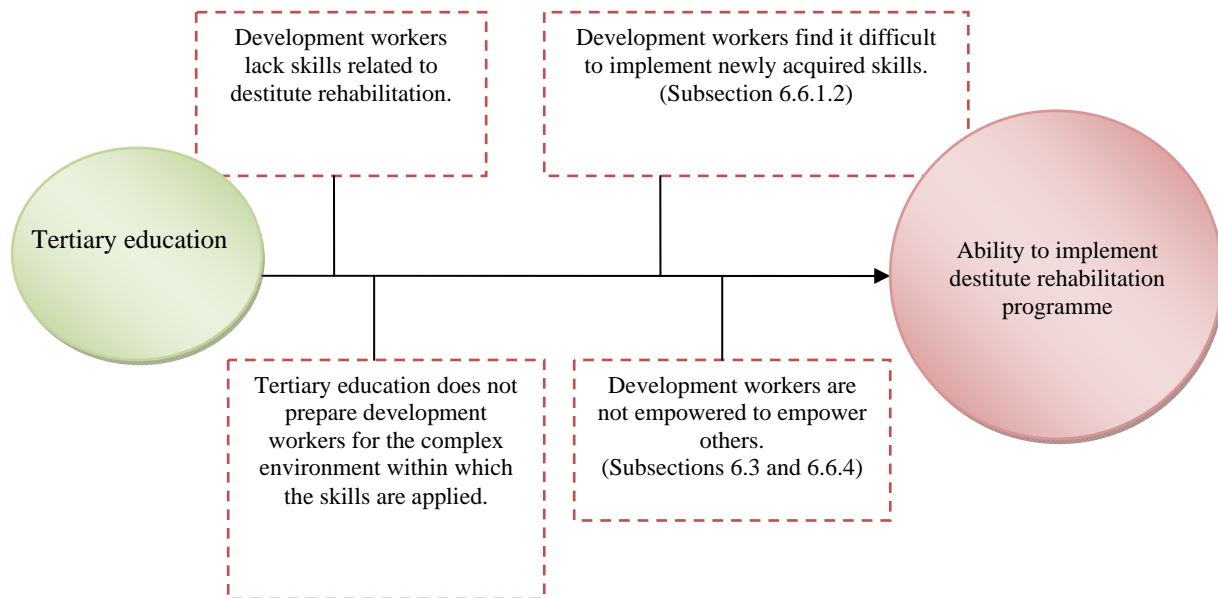 Development workers
lack skills related to
destitute rehabilitation.
Development workers find it difficult
to implement newly acquired skills.
(Subsection 6.6.1.2)
Tertiary education
Ability to implement
destitute rehabilitation
programme
Tertiary education does not
prepare development
workers for the complex
environment within which
the skills are applied.
Development workers are
not empowered to empower
others.
(Subsections 6.3 and 6.6.4)